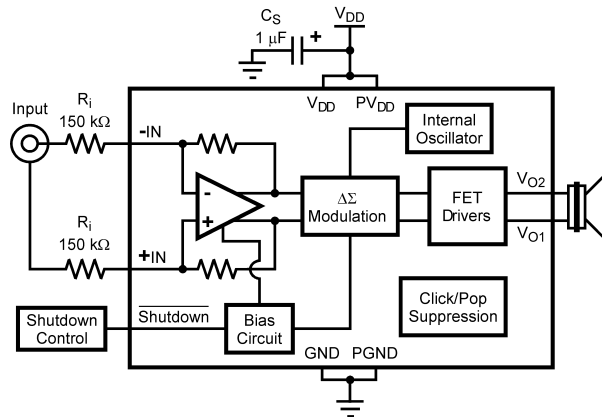 C_S
1 µF
+
V_DD
Input
R_i
150 kΩ
-IN
V_DD
PV_DD
Internal
Oscillator
-
+
ΔΣ
Modulation
FET
Drivers
V_O2
V_O1
R_i
150 kΩ
+IN
Shutdown
Control
Shutdown
Bias
Circuit
Click/Pop
Suppression
GND
PGND